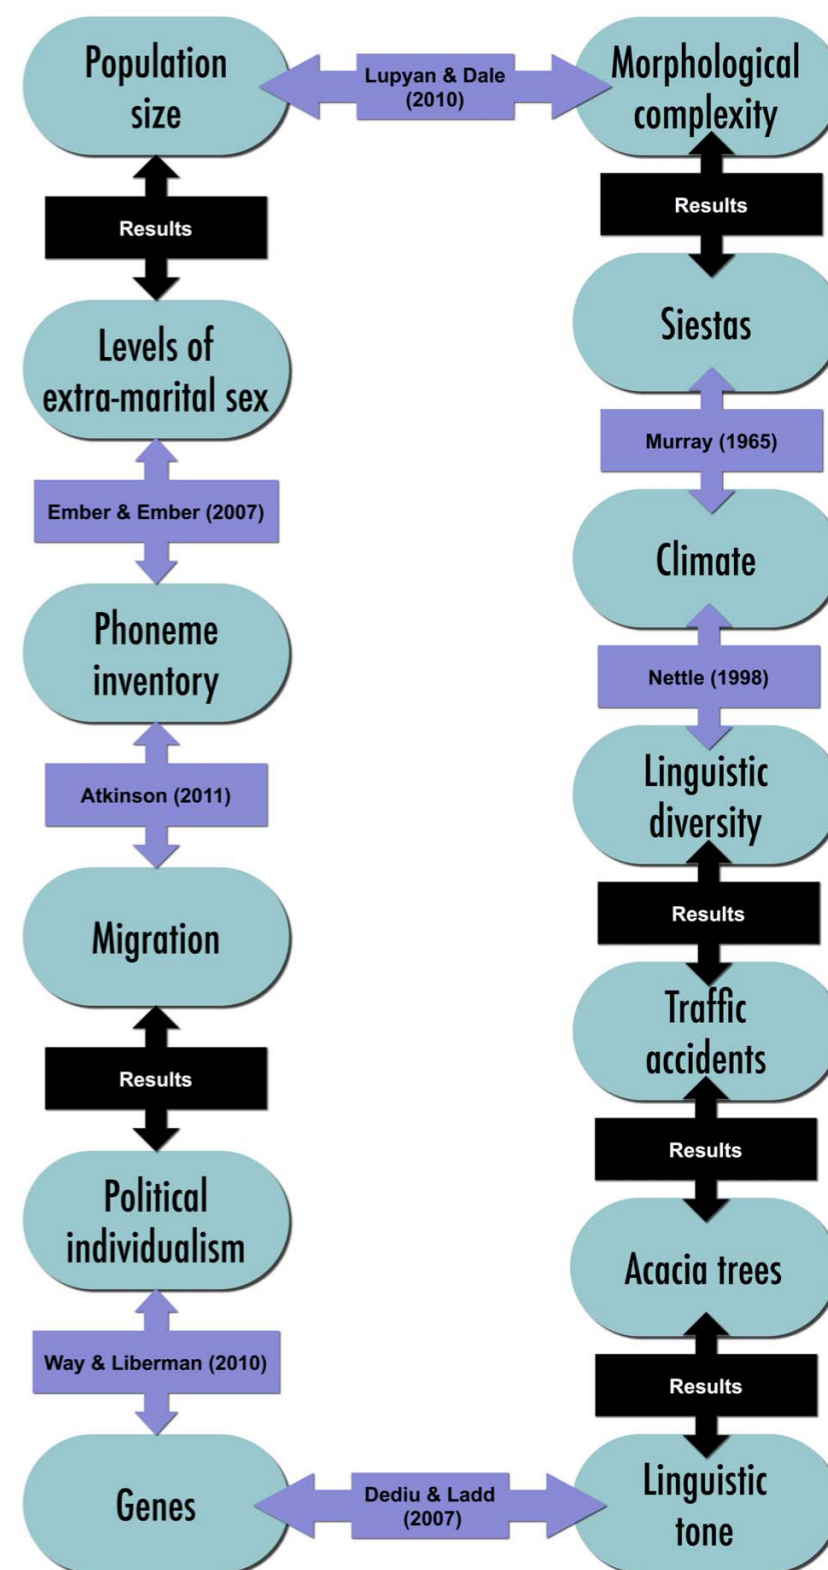 Population
size
Lupyan & Dale
(2010)
Morphological
complexity
Results
Results
Levels of
extra-marital sex
Siestas
Ember & Ember (2007)
Murray (1965)
Phoneme
inventory
Climate
Atkinson (2011)
Nettle (1998)
Migration
Linguistic
diversity
Results
Results
Political
individualism
Traffic
accidents
Way & Liberman (2010)
Results
Genes
Acacia trees
Results
Dediu & Ladd
(2007)
Linguistic
tone